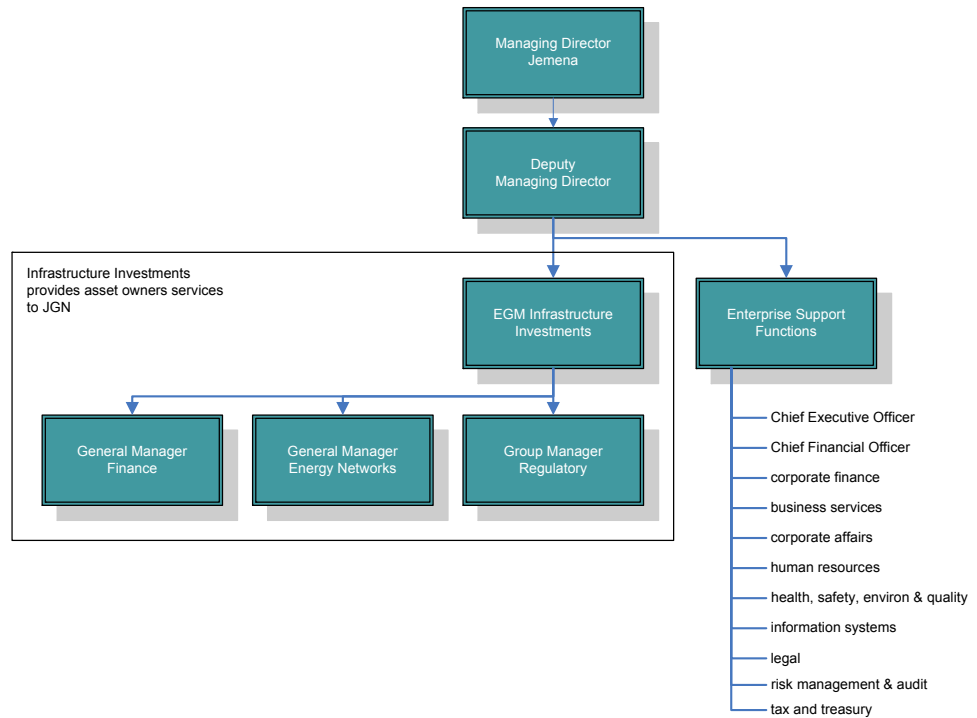 Managing Director
Jemena
Deputy
Managing Director
Infrastructure Investments
provides asset owners services
to JGN
EGM Infrastructure
Investments
Enterprise Support
Functions
General Manager
Finance
General Manager
Energy Networks
Group Manager
Regulatory
Chief Executive Officer
Chief Financial Officer
corporate finance
business services
corporate affairs
human resources
health, safety, environ & quality
information systems
legal
risk management & audit
tax and treasury